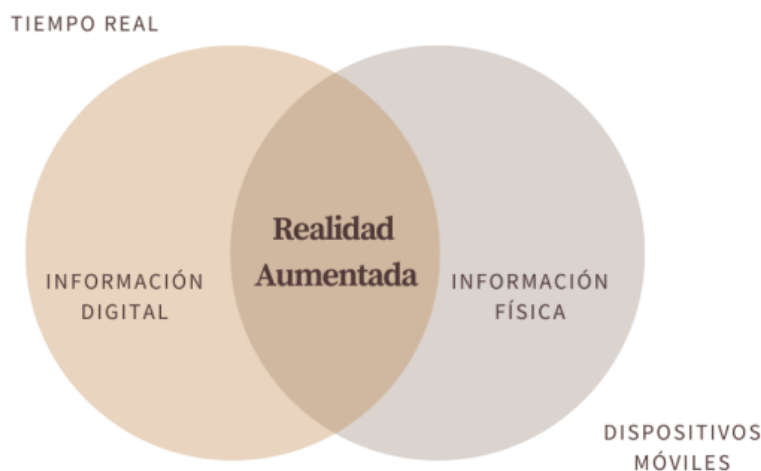 TIEMPO REAL
Realidad
Aumentada
INFORMACIÓN
DIGITAL
INFORMACIÓN
FÍSICA
DISPOSITIVOS
MÓVILES